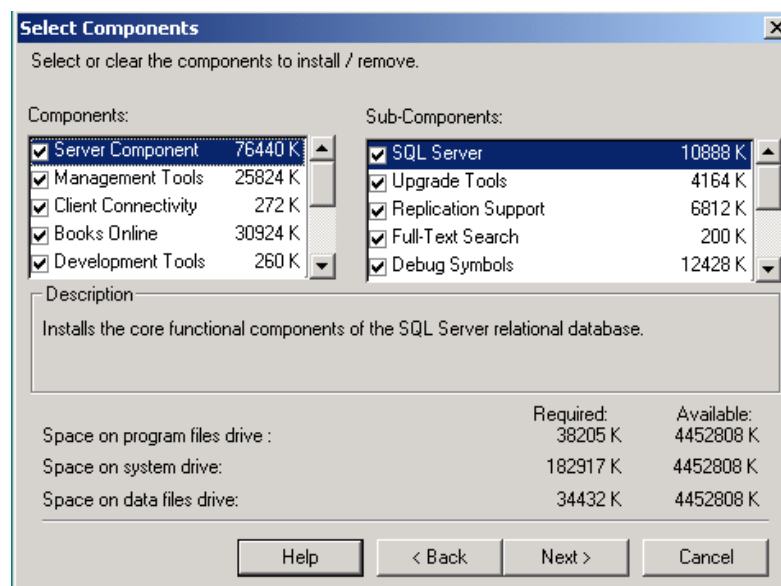 Select Components
Select or clear the components to install / remove.
Components:
Server Component 76440 K
Management Tools 25824 K
Client Connectivity 272 K
Books Online 30924 K
Development Tools 260 K
Sub-Components:
SQL Server 10888 K
Upgrade Tools 4164 K
Replication Support 6812 K
Full-Text Search 200 K
Debug Symbols 12428 K
Description
Installs the core functional components of the SQL Server relational database.
Required: Available:
Space on program files drive : 38205 K 4452808 K
Space on system drive: 182917 K 4452808 K
Space on data files drive: 34432 K 4452808 K
Help < Back Next > Cancel